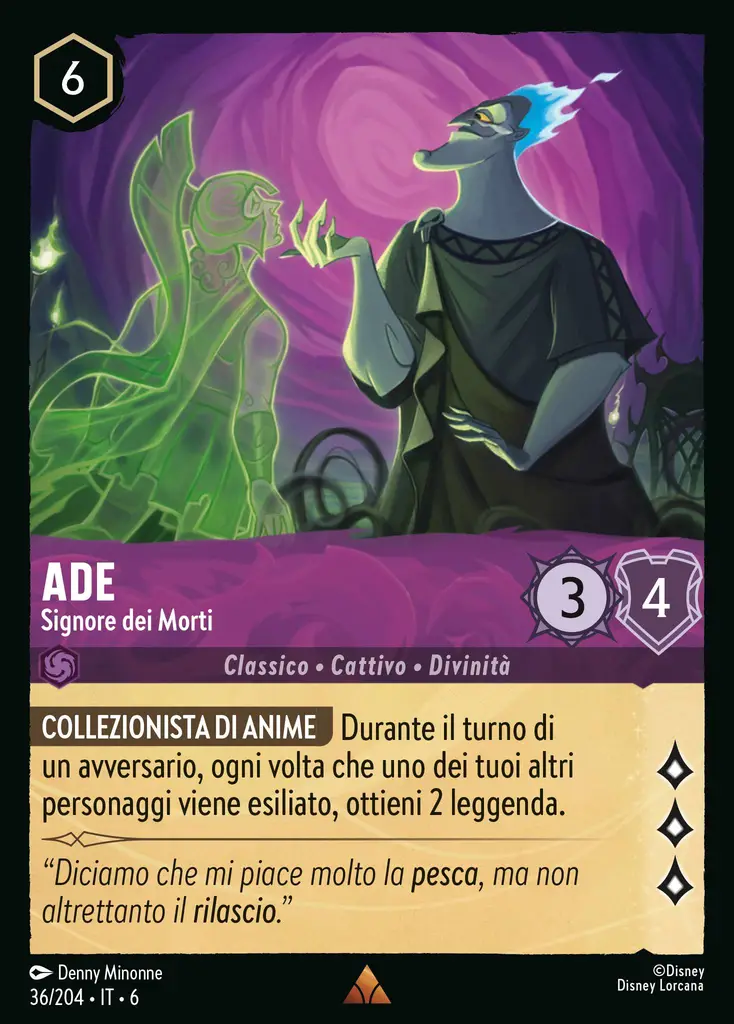 6
ADE
Signore dei Morti
3
4
Classico • Cattivo • Divinità
COLLEZIONISTA DI ANIME Durante il turno di
un avversario, ogni volta che uno dei tuoi altri
personaggi viene esiliato, ottieni 2 leggenda.
“Diciamo che mi piace molto la pesca, ma non
altrettanto il rilascio.”
Denny Minonne
36/204 • IT • 6
©Disney
Disney Lorcana